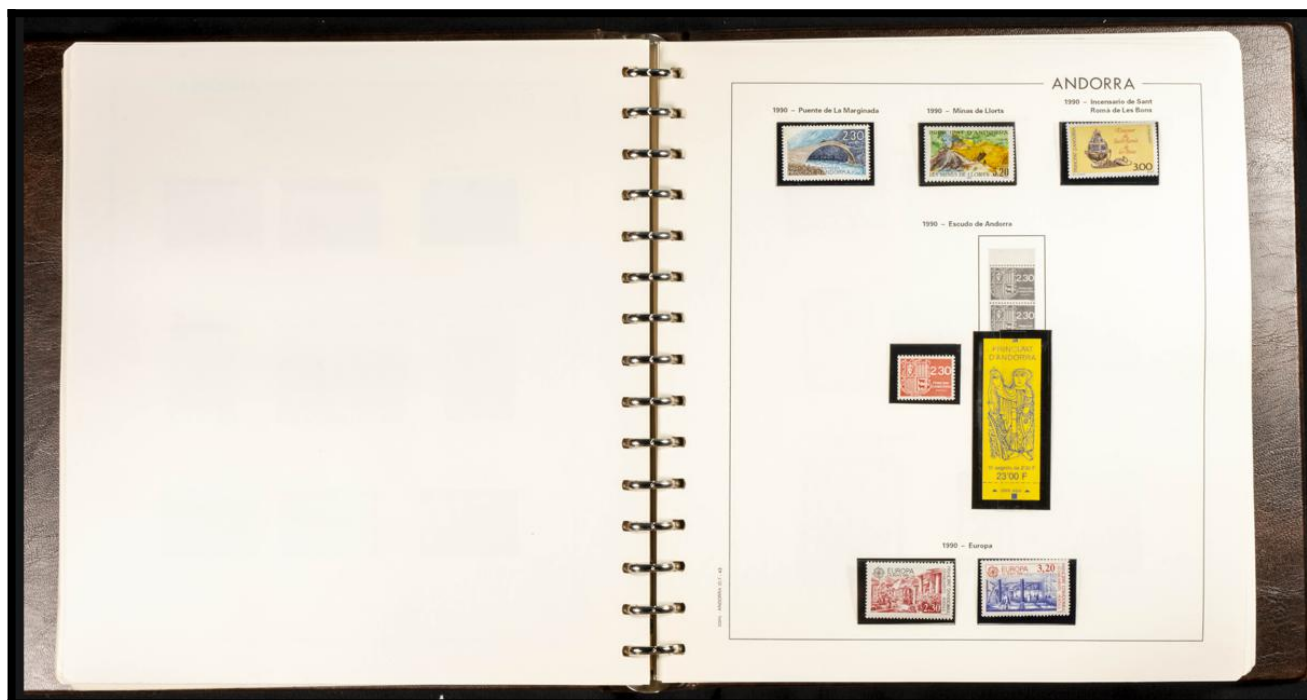 ANDORRA
1990 – Puente de La Marginada
1990 – Minas de Llorts
1990 – Incensario de Sant
Romà de Les Bons
2,30
3,20
3,00
1990 – Escudo de Andorra
2,30
2,30
2,30
PRINCIPAT
D'ANDORRA
23'00 F
1990 – Europa
EUROPA
2,30
EUROPA
3,20